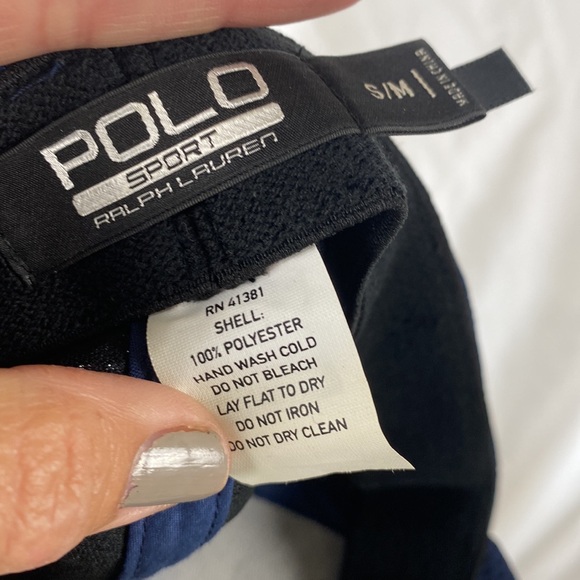 POLO
SPORT
RALPH LAUREN
S/M
MADE IN CHINA
RN 41381
SHELL:
100% POLYESTER
HAND WASH COLD
DO NOT BLEACH
LAY FLAT TO DRY
DO NOT IRON
DO NOT DRY CLEAN